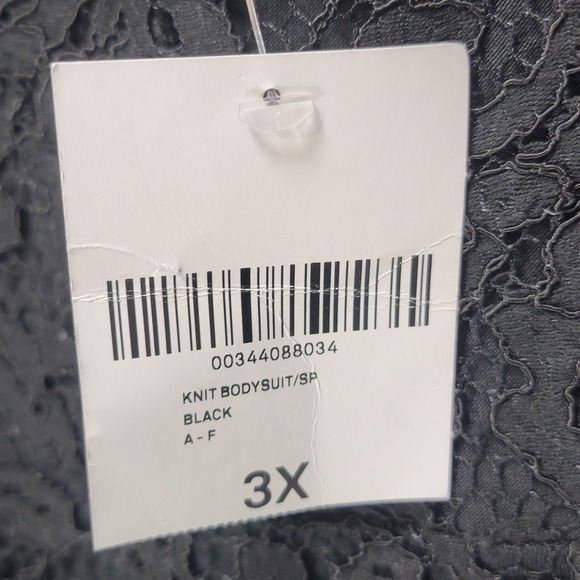 00344088034
KNIT BODYSUIT/SP
BLACK
A-F
3X